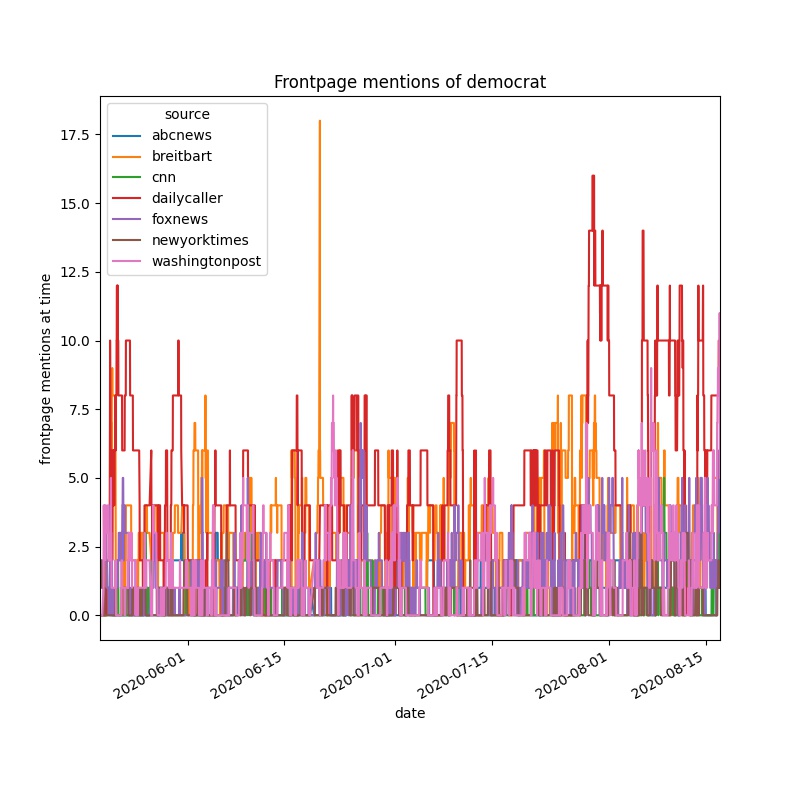 Frontpage mentions of democrat
source
abcnews
breitbart
cnn
dailycaller
foxnews
newyorktimes
washingtonpost
17.5
15.0
12.5
10.0
7.5
5.0
2.5
0.0
frontpage mentions at time
2020-06-01
2020-06-15
2020-07-01
2020-07-15
2020-08-01
2020-08-15
date